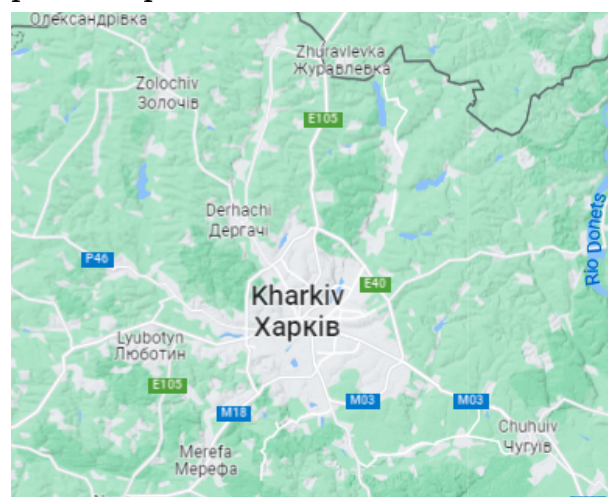 Олександрівка
Zhuravlevka
Журавлевка
Zolochiv
Золочів
E105
Derhachi
Дергачі
Rio Donets
P46
E40
Kharkiv
Харків
Lyubotyn
Люботин
E105
M03
M03
M18
Chuhuiv
Чугуїв
Merefa
Мерефа